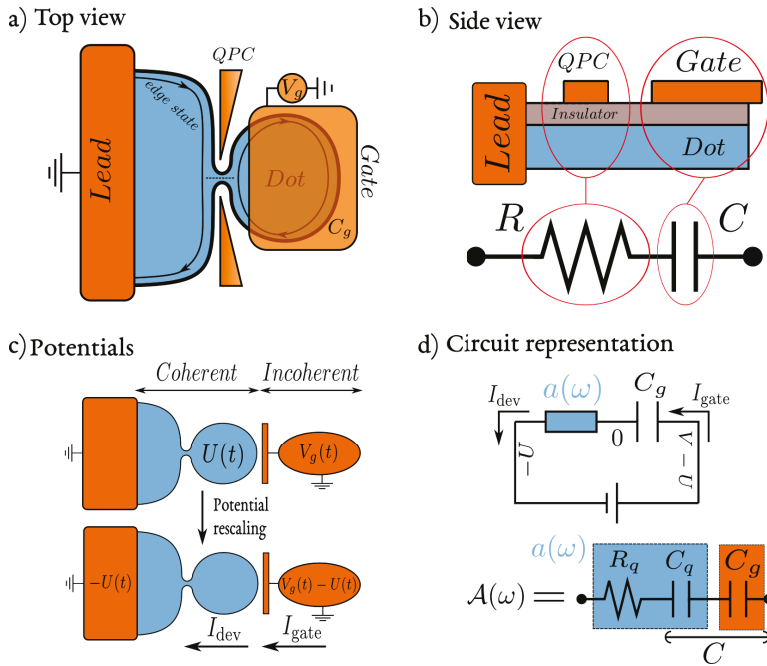 a) Top view
QPC
edge state
V_g
Lead
Dot
Gate
C_g
b) Side view
QPC
Gate
Insulator
Lead
Dot
R
C
c) Potentials
Coherent
Incoherent
U(t)
V_g(t)
Potential
rescaling
-U(t)
V_g(t) - U(t)
I_dev
I_gate
d) Circuit representation
I_dev
a(ω)
C_g
I_gate
-U
0
V - U
a(ω)
R_q
C_q
C_g
𝒜(ω) =
C